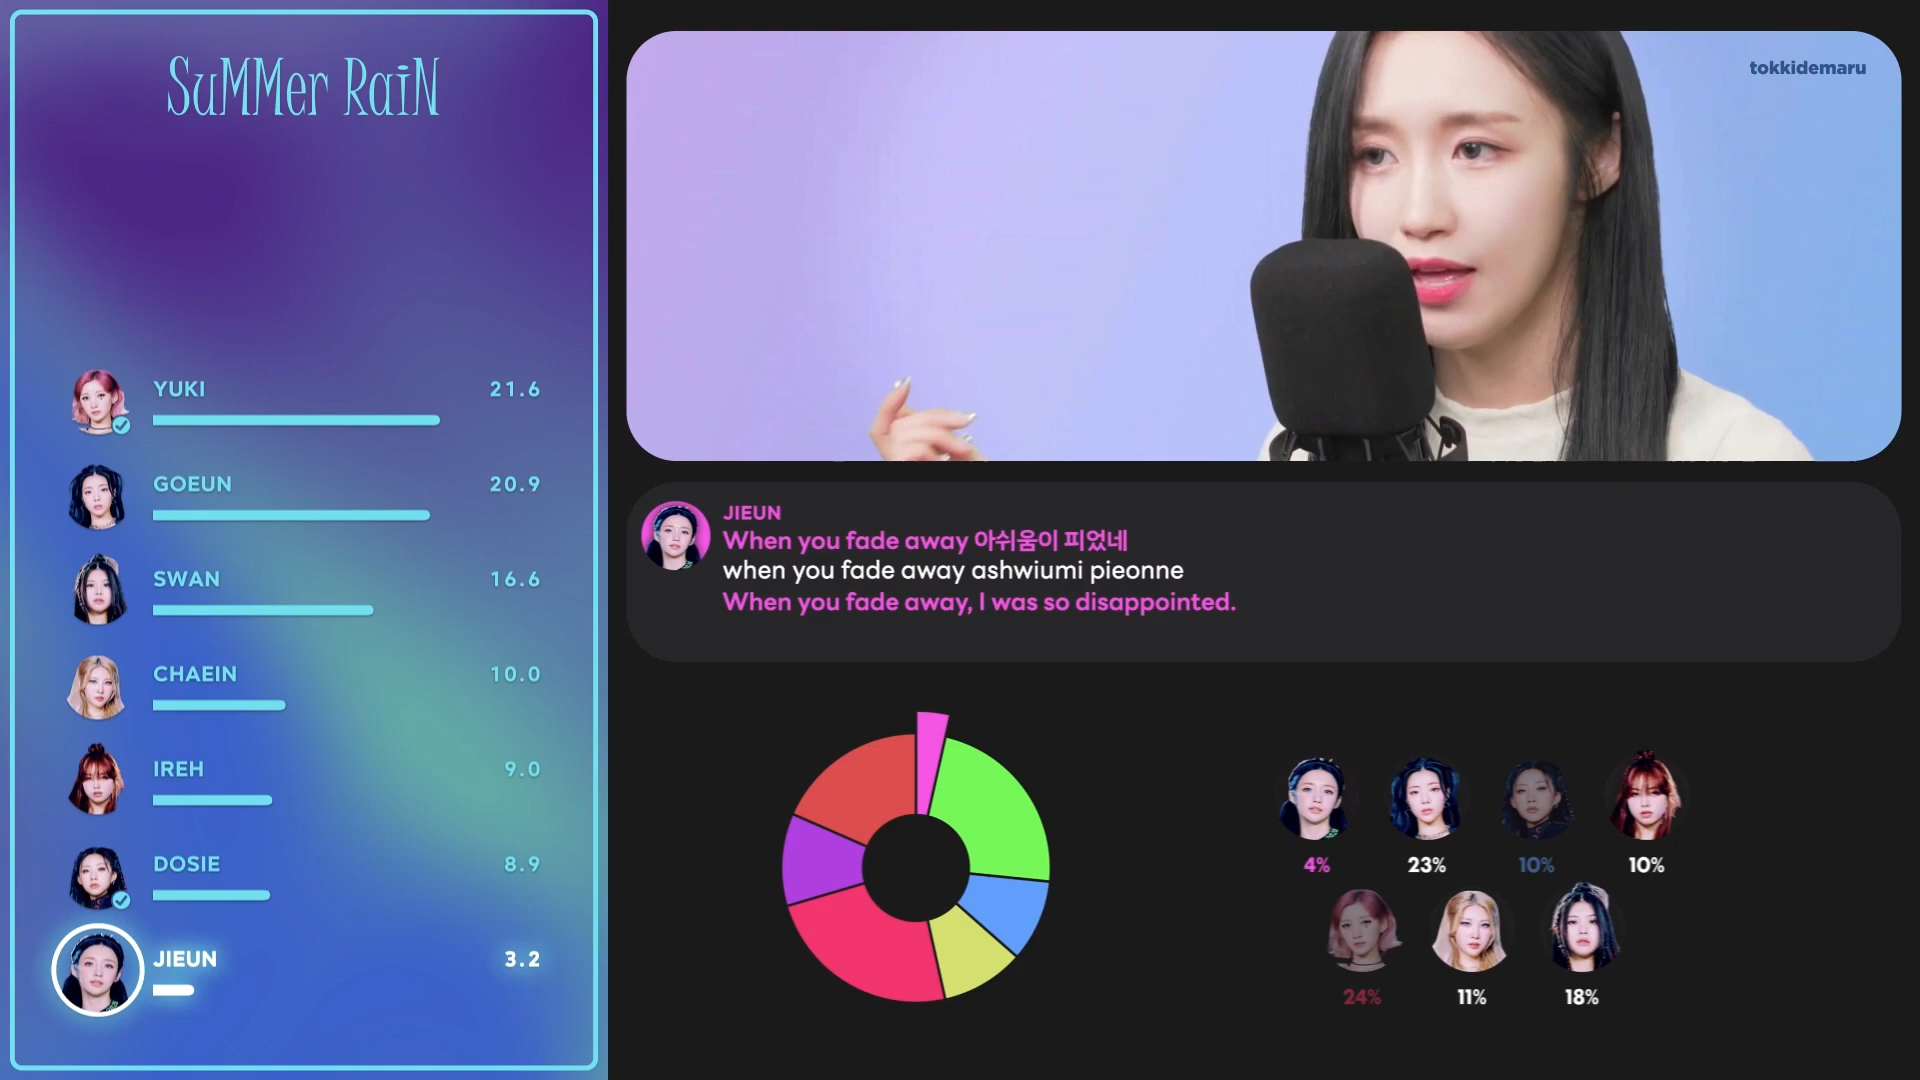 SuMMer RaiN
YUKI 21.6
GOEUN 20.9
SWAN 16.6
CHAEIN 10.0
IREH 9.0
DOSIE 8.9
JIEUN 3.2
tokkidemaru
JIEUN
When you fade away 아쉬움이 피었네
when you fade away ashwiumi pieonne
When you fade away, I was so disappointed.
4% 23% 10% 10%
24% 11% 18%